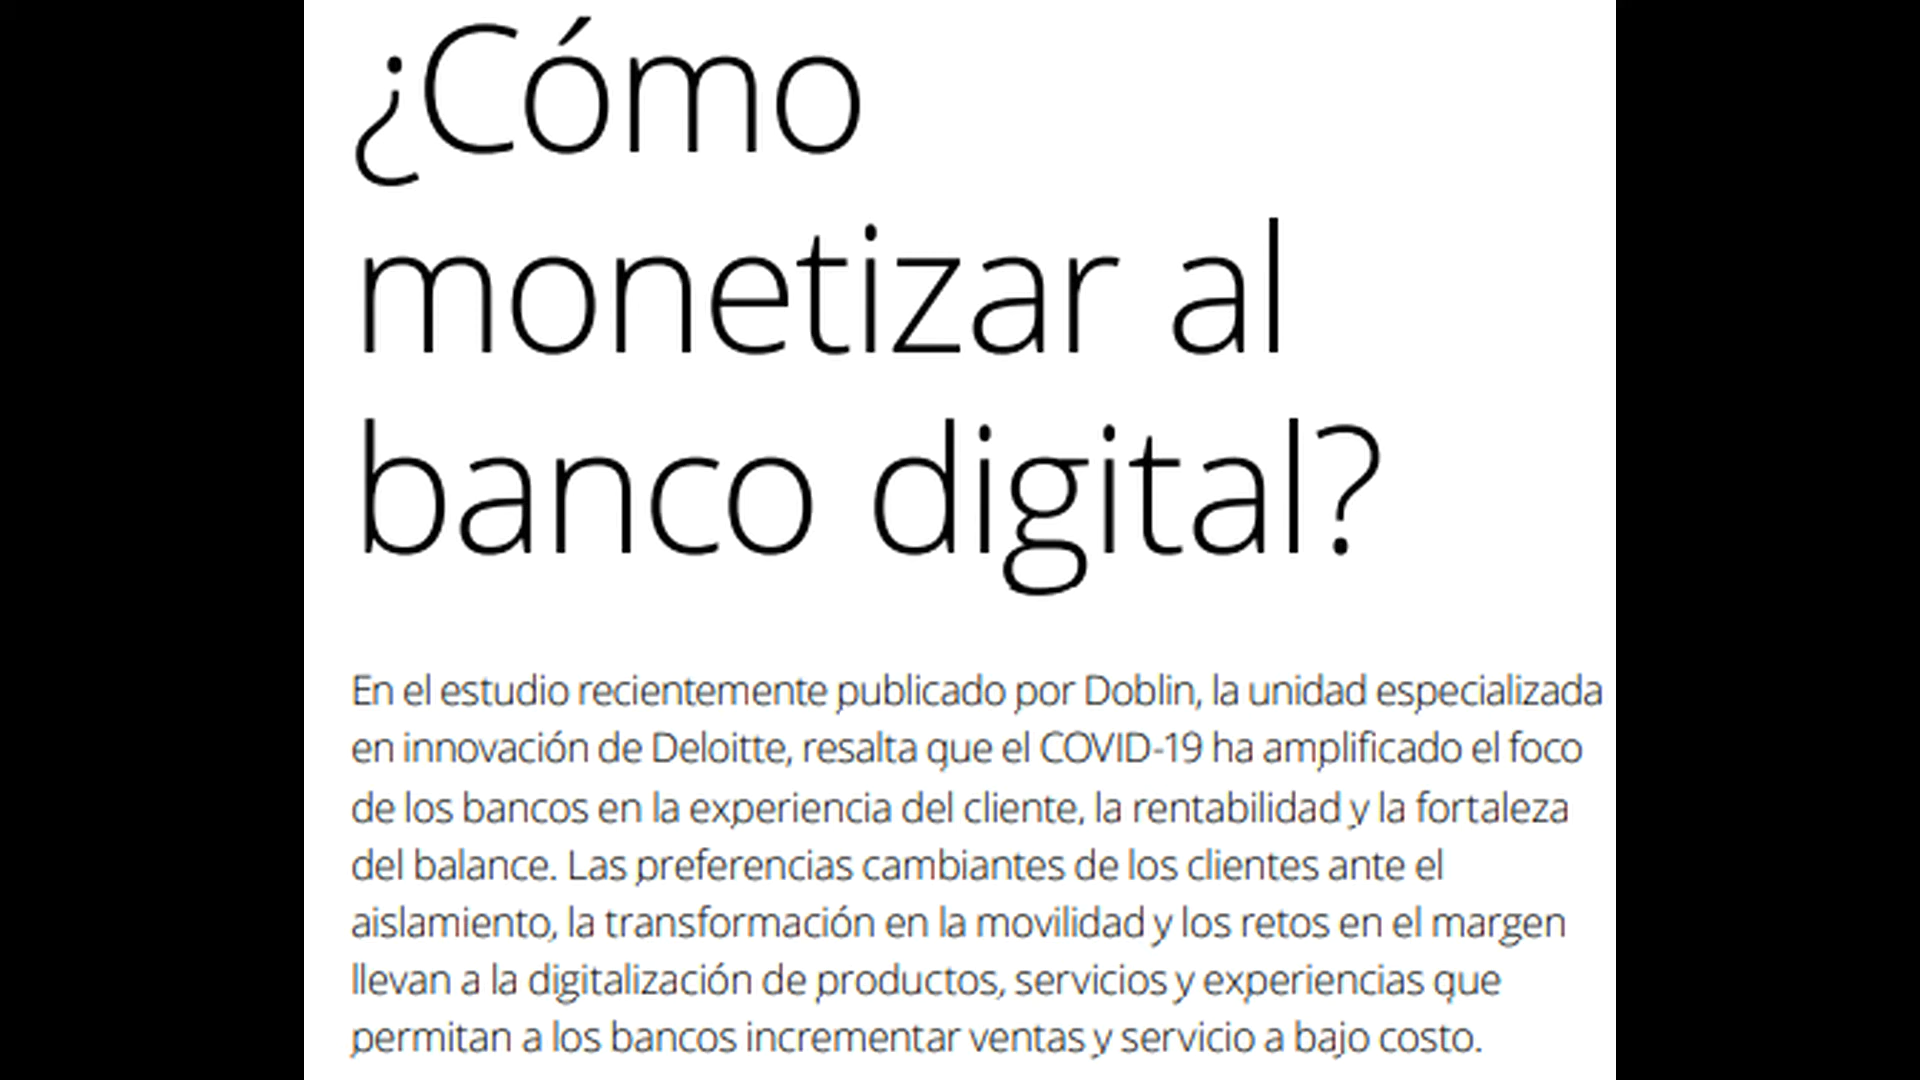 ¿Cómo
monetizar al
banco digital?
En el estudio recientemente publicado por Doblin, la unidad especializada
en innovación de Deloitte, resalta que el COVID-19 ha amplificado el foco
de los bancos en la experiencia del cliente, la rentabilidad y la fortaleza
del balance. Las preferencias cambiantes de los clientes ante el
aislamiento, la transformación en la movilidad y los retos en el margen
llevan a la digitalización de productos, servicios y experiencias que
permitan a los bancos incrementar ventas y servicio a bajo costo.